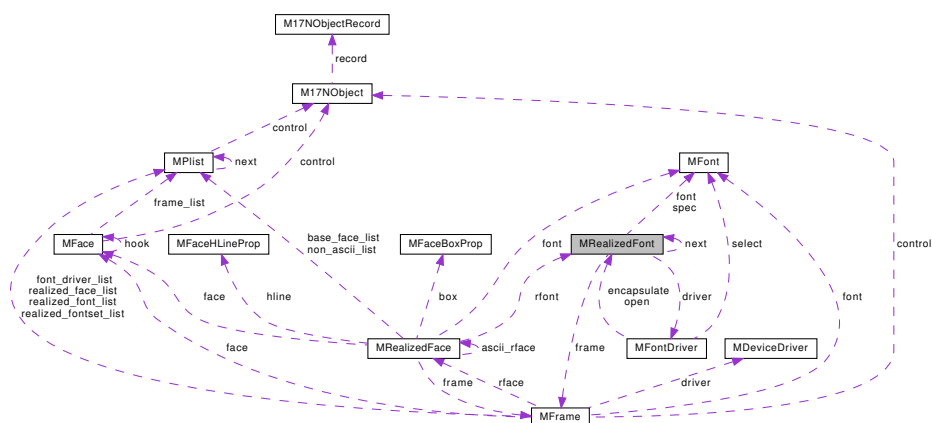 M17NObjectRecord
record
M17NObject
control
MPlist
next
control
MFont
frame_list
font
spec
MFace
hook
MFaceHLineProp
base_face_list
non_ascii_list
MFaceBoxProp
font
MRealizedFont
next
select
control
font_driver_list
realized_face_list
realized_font_list
realized_fontset_list
face
hline
box
rfont
encapsulate
open
driver
font
face
MRealizedFace
ascii_rface
frame
MFontDriver
MDeviceDriver
frame
rface
driver
MFrame